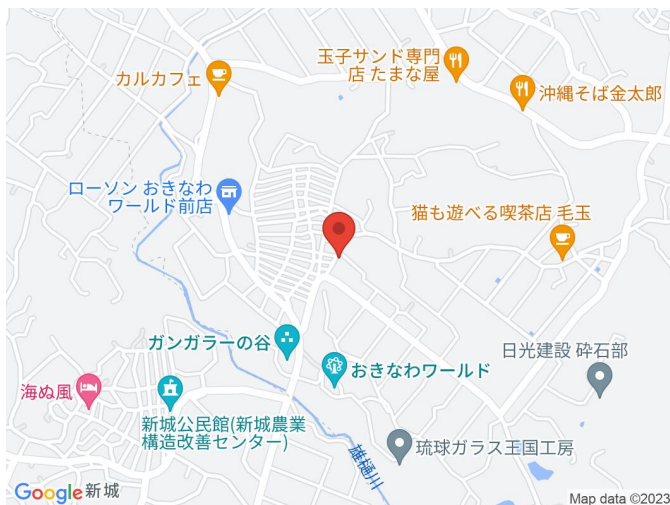 玉子サンド専門
店 たまな屋
カルカフェ
沖縄そば金太郎
ローソン おきなわ
ワールド前店
猫も遊べる喫茶店 毛玉
ガンガラーの谷
おきなわワールド
日光建設 砕石部
海ぬ風
新城公民館(新城農業
構造改善センター)
琉球ガラス王国工房
雄樋川
Google
新城
Map data ©2023